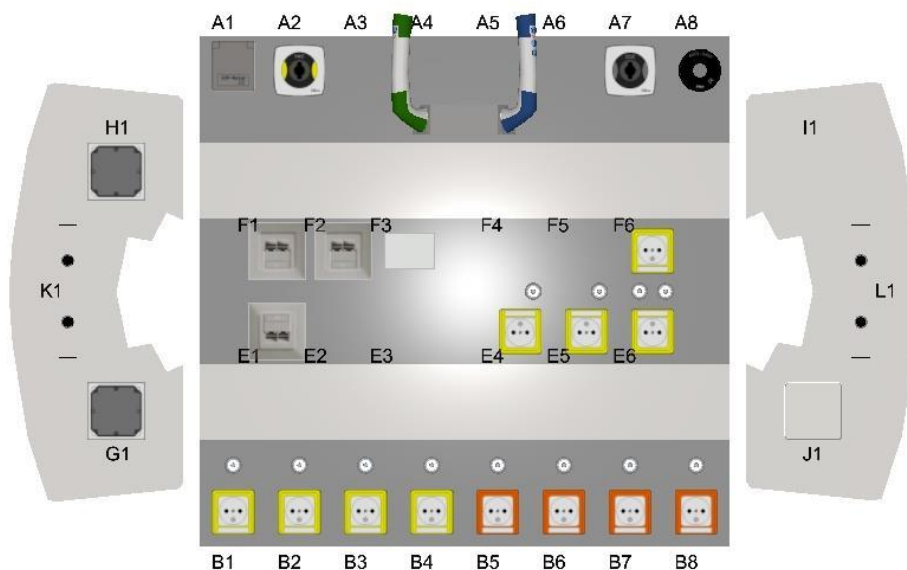 A1 A2 A3 A4 A5 A6 A7 A8
H1 I1
F1 F2 F3 F4 F5 F6
K1 L1
E1 E2 E3 E4 E5 E6
G1 J1
B1 B2 B3 B4 B5 B6 B7 B8